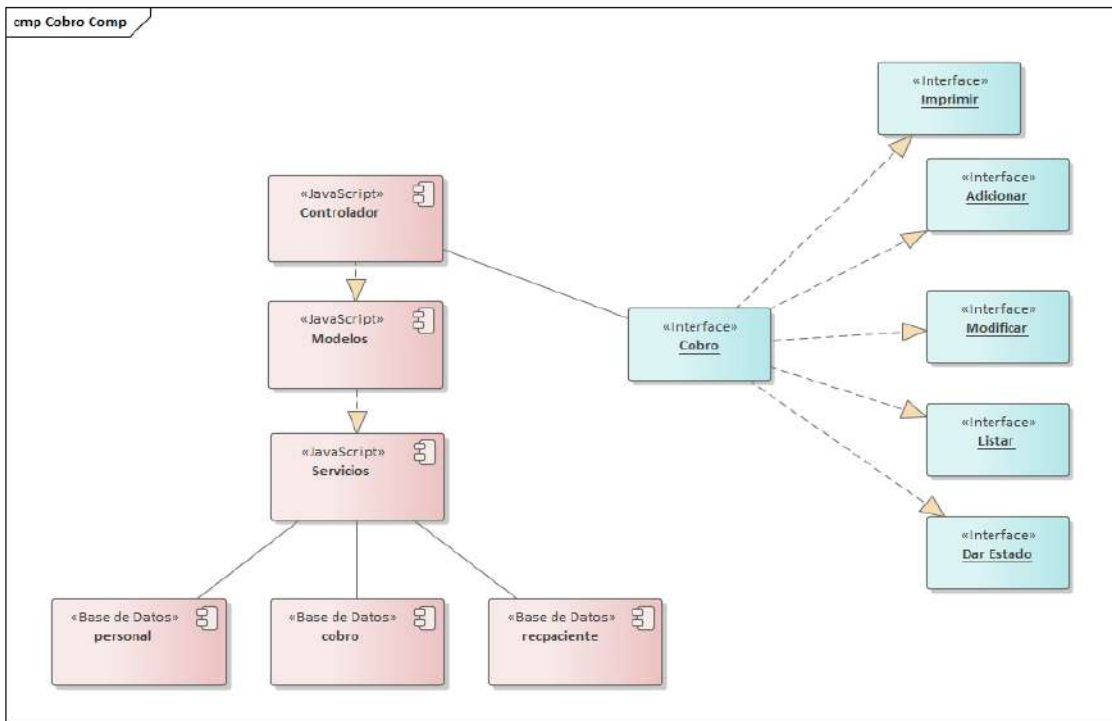 cmp Cobro Comp
«Interface»
Imprimir
«Interface»
Adicionar
«JavaScript»
Controlador
«JavaScript»
Modelos
«Interface»
Cobro
«Interface»
Modificar
«Interface»
Listar
«JavaScript»
Servicios
«Interface»
Dar Estado
«Base de Datos»
personal
«Base de Datos»
cobro
«Base de Datos»
recpaciente